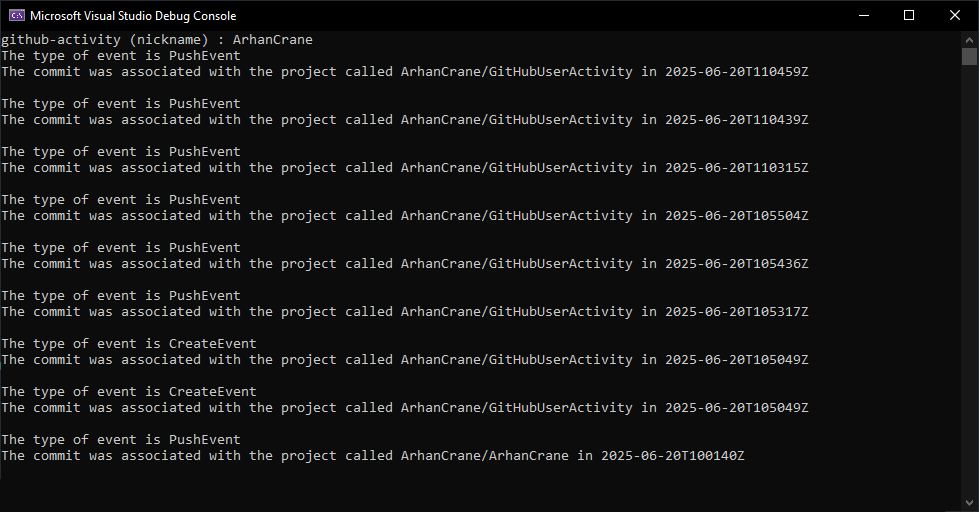 Microsoft Visual Studio Debug Console
github-activity (nickname) : ArhanCrane
The type of event is PushEvent
The commit was associated with the project called ArhanCrane/GitHubUserActivity in 2025-06-20T110459Z
The type of event is PushEvent
The commit was associated with the project called ArhanCrane/GitHubUserActivity in 2025-06-20T110439Z
The type of event is PushEvent
The commit was associated with the project called ArhanCrane/GitHubUserActivity in 2025-06-20T110315Z
The type of event is PushEvent
The commit was associated with the project called ArhanCrane/GitHubUserActivity in 2025-06-20T105504Z
The type of event is PushEvent
The commit was associated with the project called ArhanCrane/GitHubUserActivity in 2025-06-20T105436Z
The type of event is PushEvent
The commit was associated with the project called ArhanCrane/GitHubUserActivity in 2025-06-20T105317Z
The type of event is CreateEvent
The commit was associated with the project called ArhanCrane/GitHubUserActivity in 2025-06-20T105049Z
The type of event is CreateEvent
The commit was associated with the project called ArhanCrane/GitHubUserActivity in 2025-06-20T105049Z
The type of event is PushEvent
The commit was associated with the project called ArhanCrane/ArhanCrane in 2025-06-20T100140Z